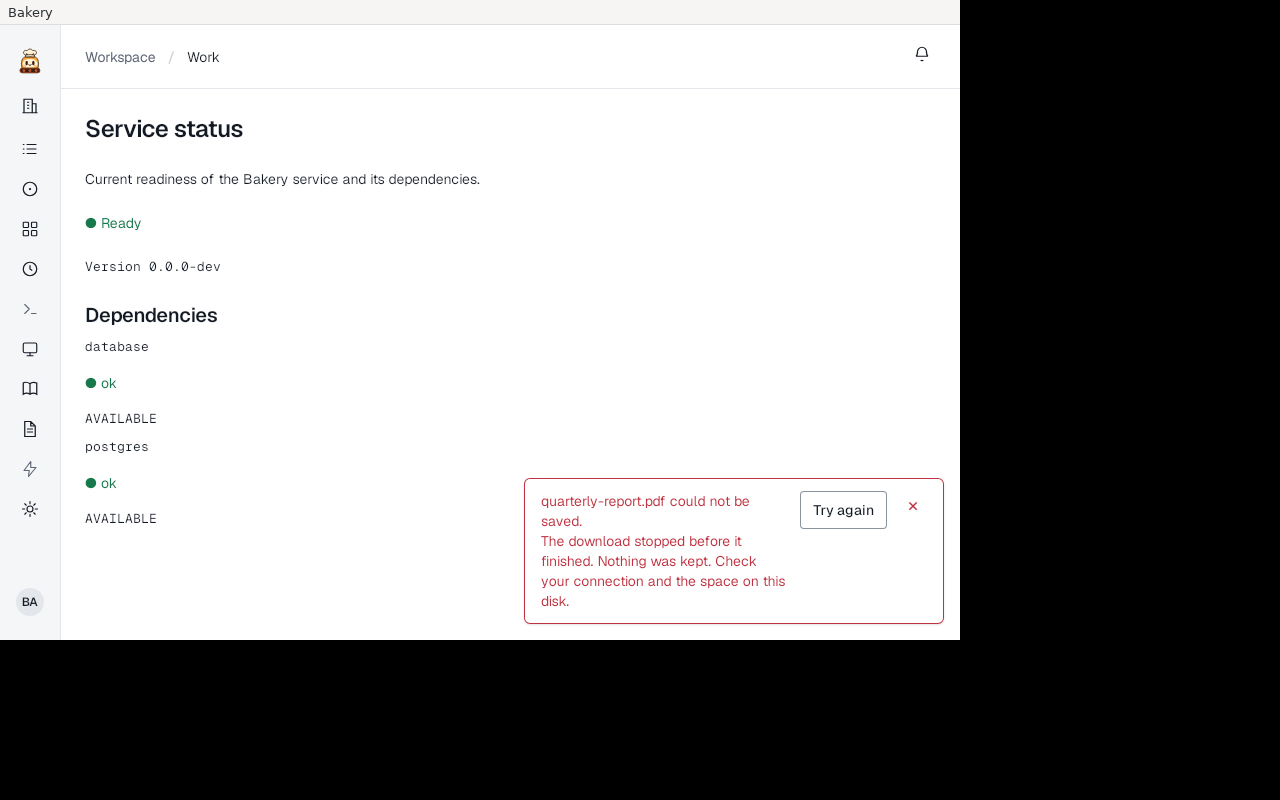 Bakery
Workspace / Work
Service status
Current readiness of the Bakery service and its dependencies.
Ready
Version 0.0.0-dev
Dependencies
database
ok
AVAILABLE
postgres
ok
AVAILABLE
quarterly-report.pdf could not be
saved.
The download stopped before it
finished. Nothing was kept. Check
your connection and the space on this
disk.
Try again
BA